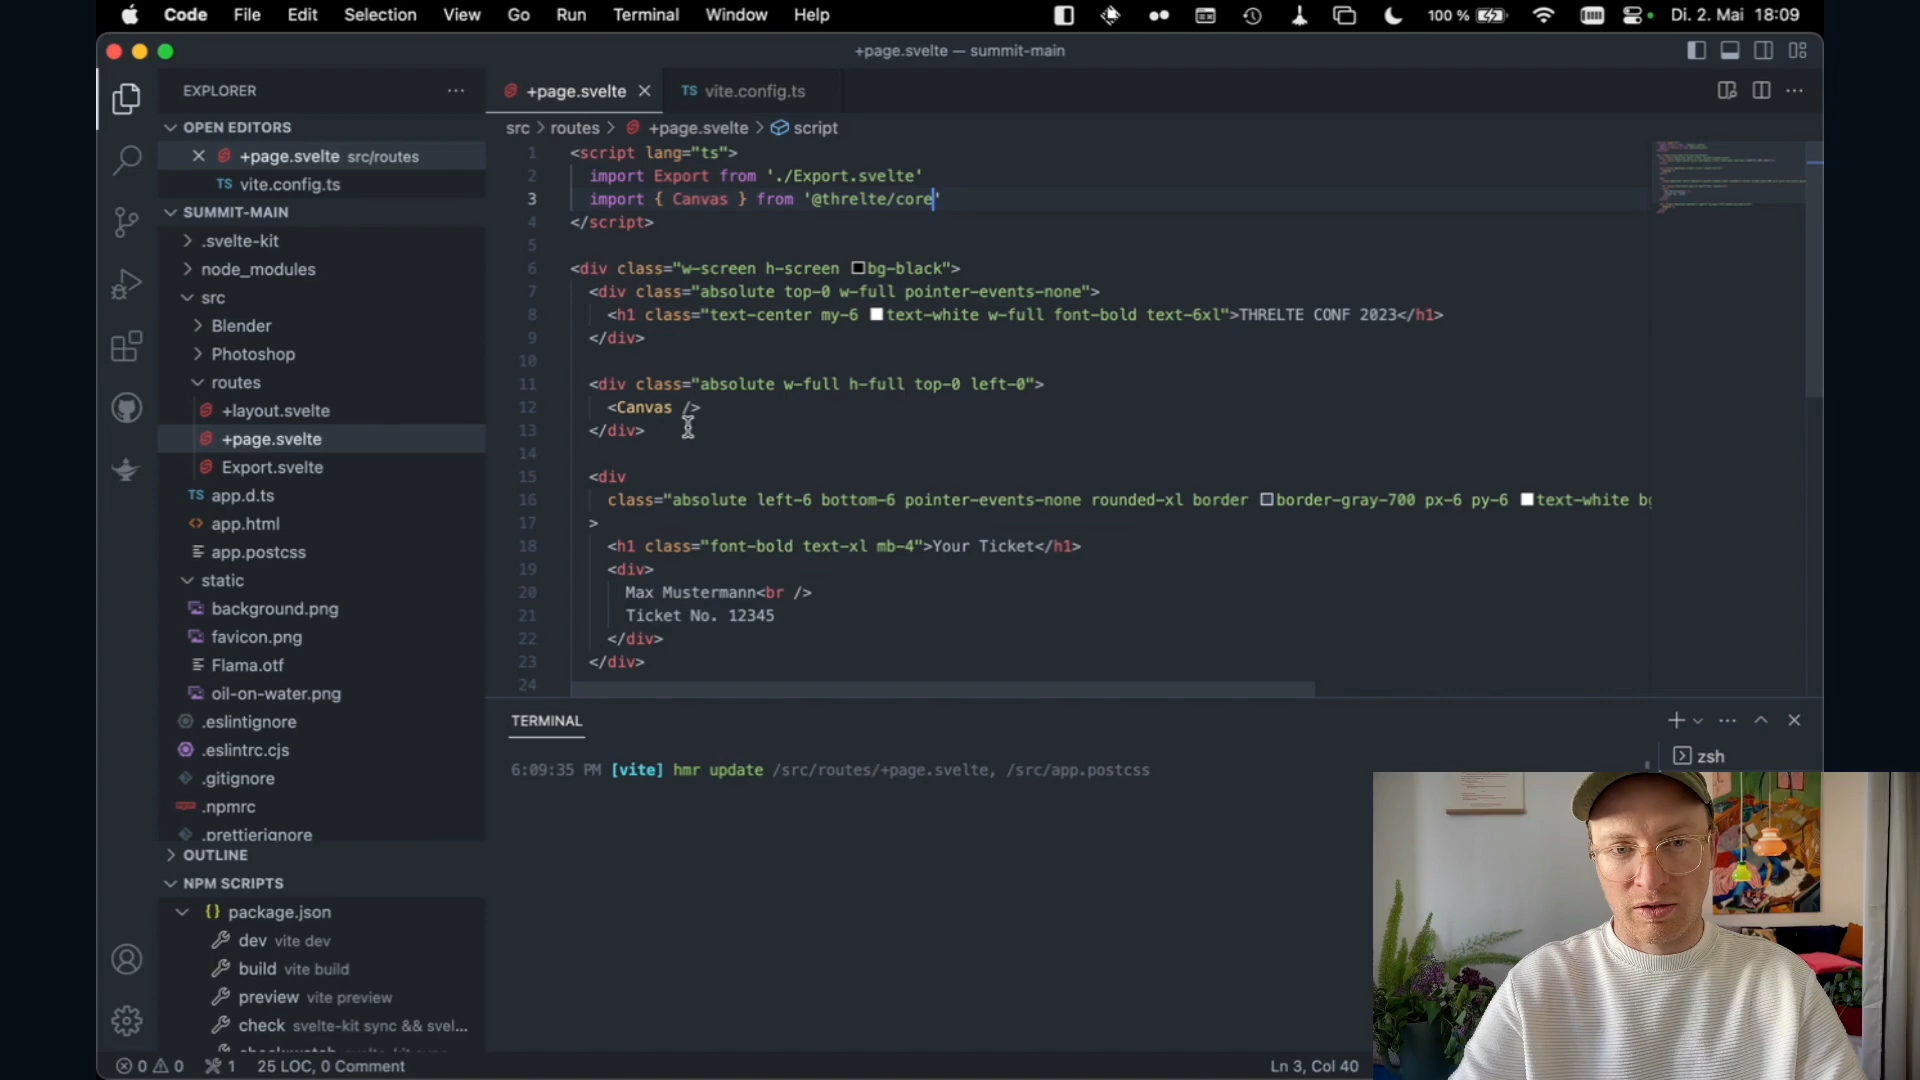 Code File Edit Selection View Go Run Terminal Window Help 100 % Di. 2. Mai 18:09
+page.svelte — summit-main
EXPLORER
OPEN EDITORS
+page.svelte src/routes
TS vite.config.ts
SUMMIT-MAIN
.svelte-kit
node_modules
src
Blender
Photoshop
routes
+layout.svelte
+page.svelte
Export.svelte
TS app.d.ts
app.html
app.postcss
static
background.png
favicon.png
Flama.otf
oil-on-water.png
.eslintignore
.eslintrc.cjs
.gitignore
.npmrc
.prettierignore
OUTLINE
NPM SCRIPTS
package.json
dev vite dev
build vite build
preview vite preview
check svelte-kit sync && svel...
+page.svelte
TS vite.config.ts
src > routes > +page.svelte > script
1 <script lang="ts">
2 import Export from './Export.svelte'
3 import { Canvas } from '@threlte/core'
4 </script>
5
6 <div class="w-screen h-screen bg-black">
7 <div class="absolute top-0 w-full pointer-events-none">
8 <h1 class="text-center my-6 text-white w-full font-bold text-6xl">THRELTE CONF 2023</h1>
9 </div>
10
11 <div class="absolute w-full h-full top-0 left-0">
12 <Canvas />
13 </div>
14
15 <div
16 class="absolute left-6 bottom-6 pointer-events-none rounded-xl border border-gray-700 px-6 py-6 text-white
17 >
18 <h1 class="font-bold text-xl mb-4">Your Ticket</h1>
19 <div>
20 Max Mustermann<br />
21 Ticket No. 12345
22 </div>
23 </div>
24
TERMINAL
zsh
6:09:35 PM [vite] hmr update /src/routes/+page.svelte, /src/app.postcss
0 0 1 25 LOC, 0 Comment
Ln 3, Col 40